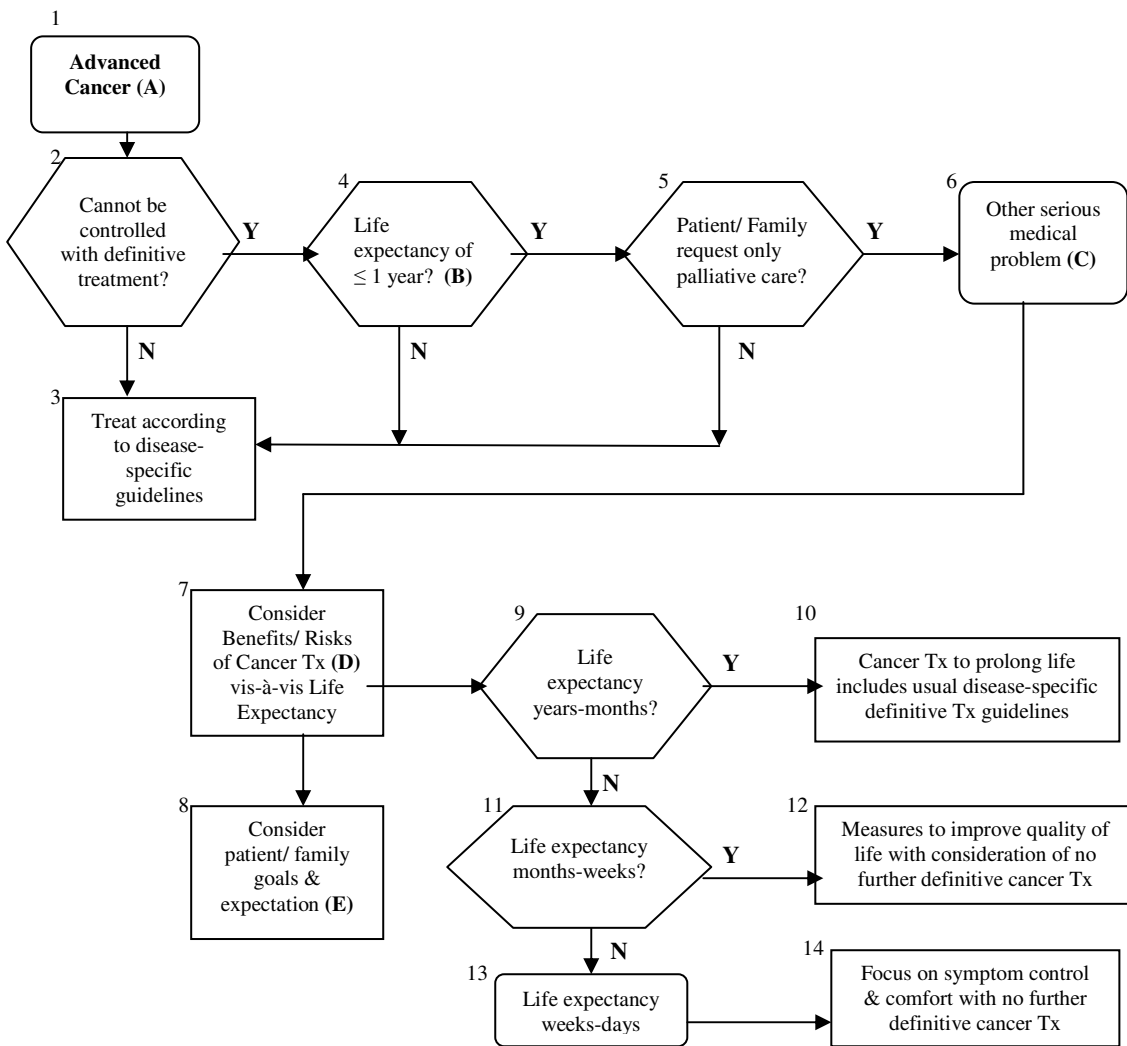 1
Advanced
Cancer (A)
2
Cannot be
controlled
with definitive
treatment?
Y
N
3
Treat according
to disease-
specific
guidelines
4
Life
expectancy of
≤ 1 year? (B)
Y
N
5
Patient/ Family
request only
palliative care?
Y
N
6
Other serious
medical
problem (C)
7
Consider
Benefits/ Risks
of Cancer Tx (D)
vis-à-vis Life
Expectancy
8
Consider
patient/ family
goals &
expectation (E)
9
Life
expectancy
years-months?
Y
N
10
Cancer Tx to prolong life
includes usual disease-specific
definitive Tx guidelines
11
Life expectancy
months-weeks?
Y
N
12
Measures to improve quality of
life with consideration of no
further definitive cancer Tx
13
Life expectancy
weeks-days
14
Focus on symptom control
& comfort with no further
definitive cancer Tx